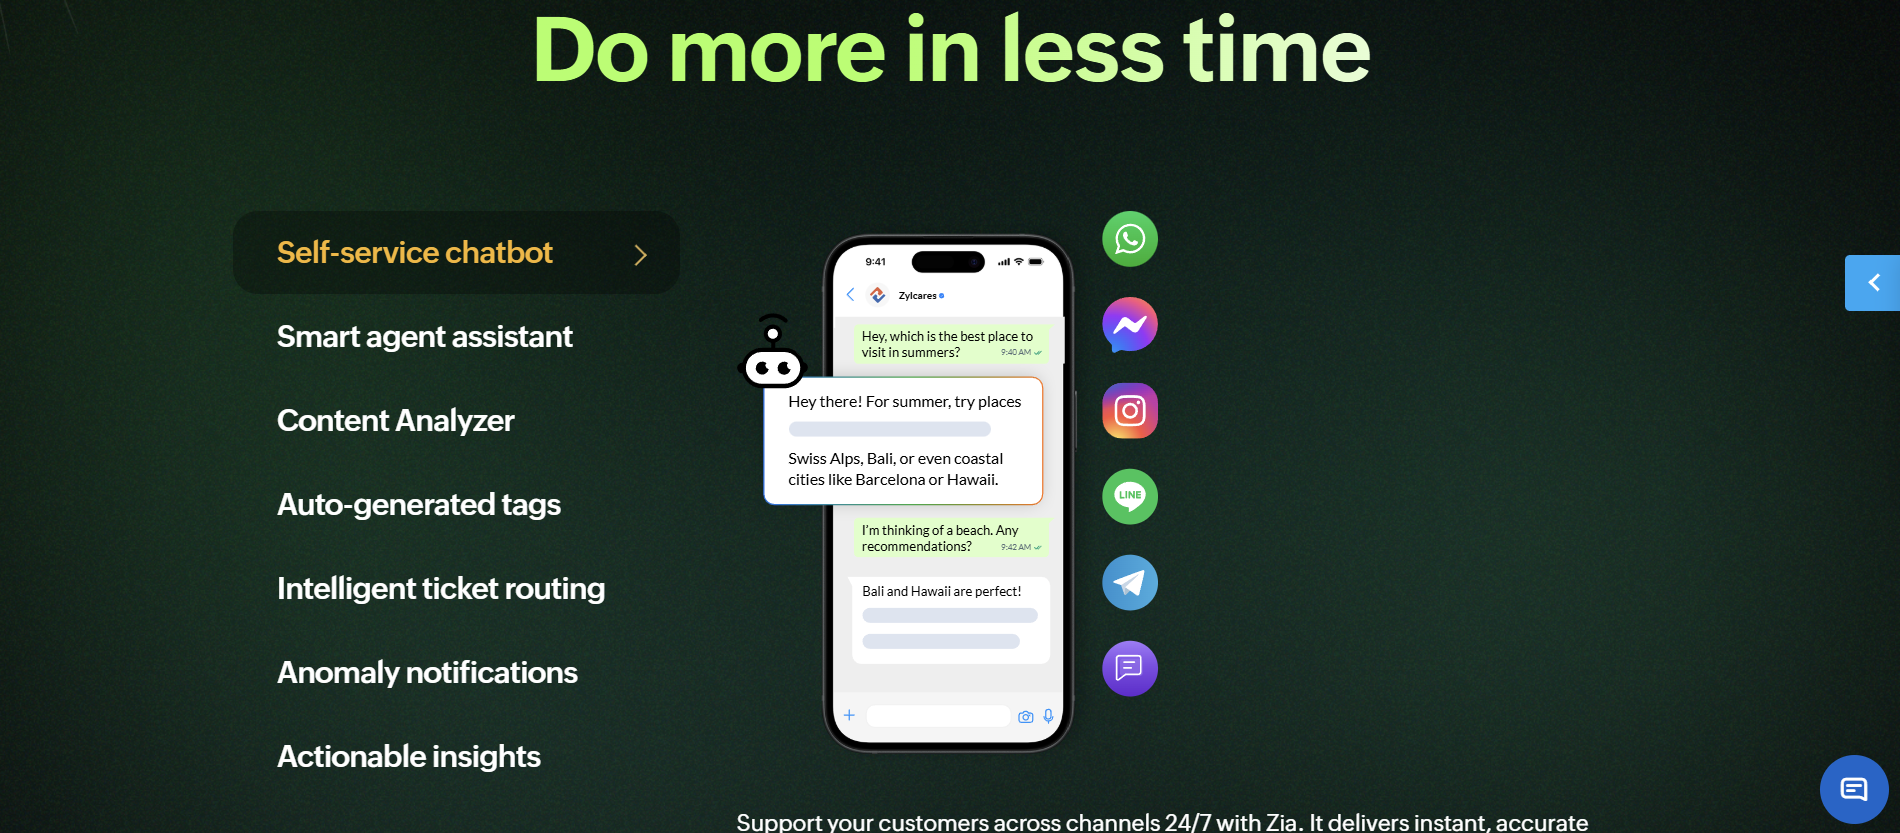 Do more in less time
Self-service chatbot
Smart agent assistant
Content Analyzer
Auto-generated tags
Intelligent ticket routing
Anomaly notifications
Actionable insights
9:41
Zylcares
Hey, which is the best place to
visit in summers?
9:40 AM
Hey there! For summer, try places
Swiss Alps, Bali, or even coastal
cities like Barcelona or Hawaii.
I'm thinking of a beach. Any
recommendations?
9:42 AM
Bali and Hawaii are perfect!
LINE
Support your customers across channels 24/7 with Zia. It delivers instant, accurate